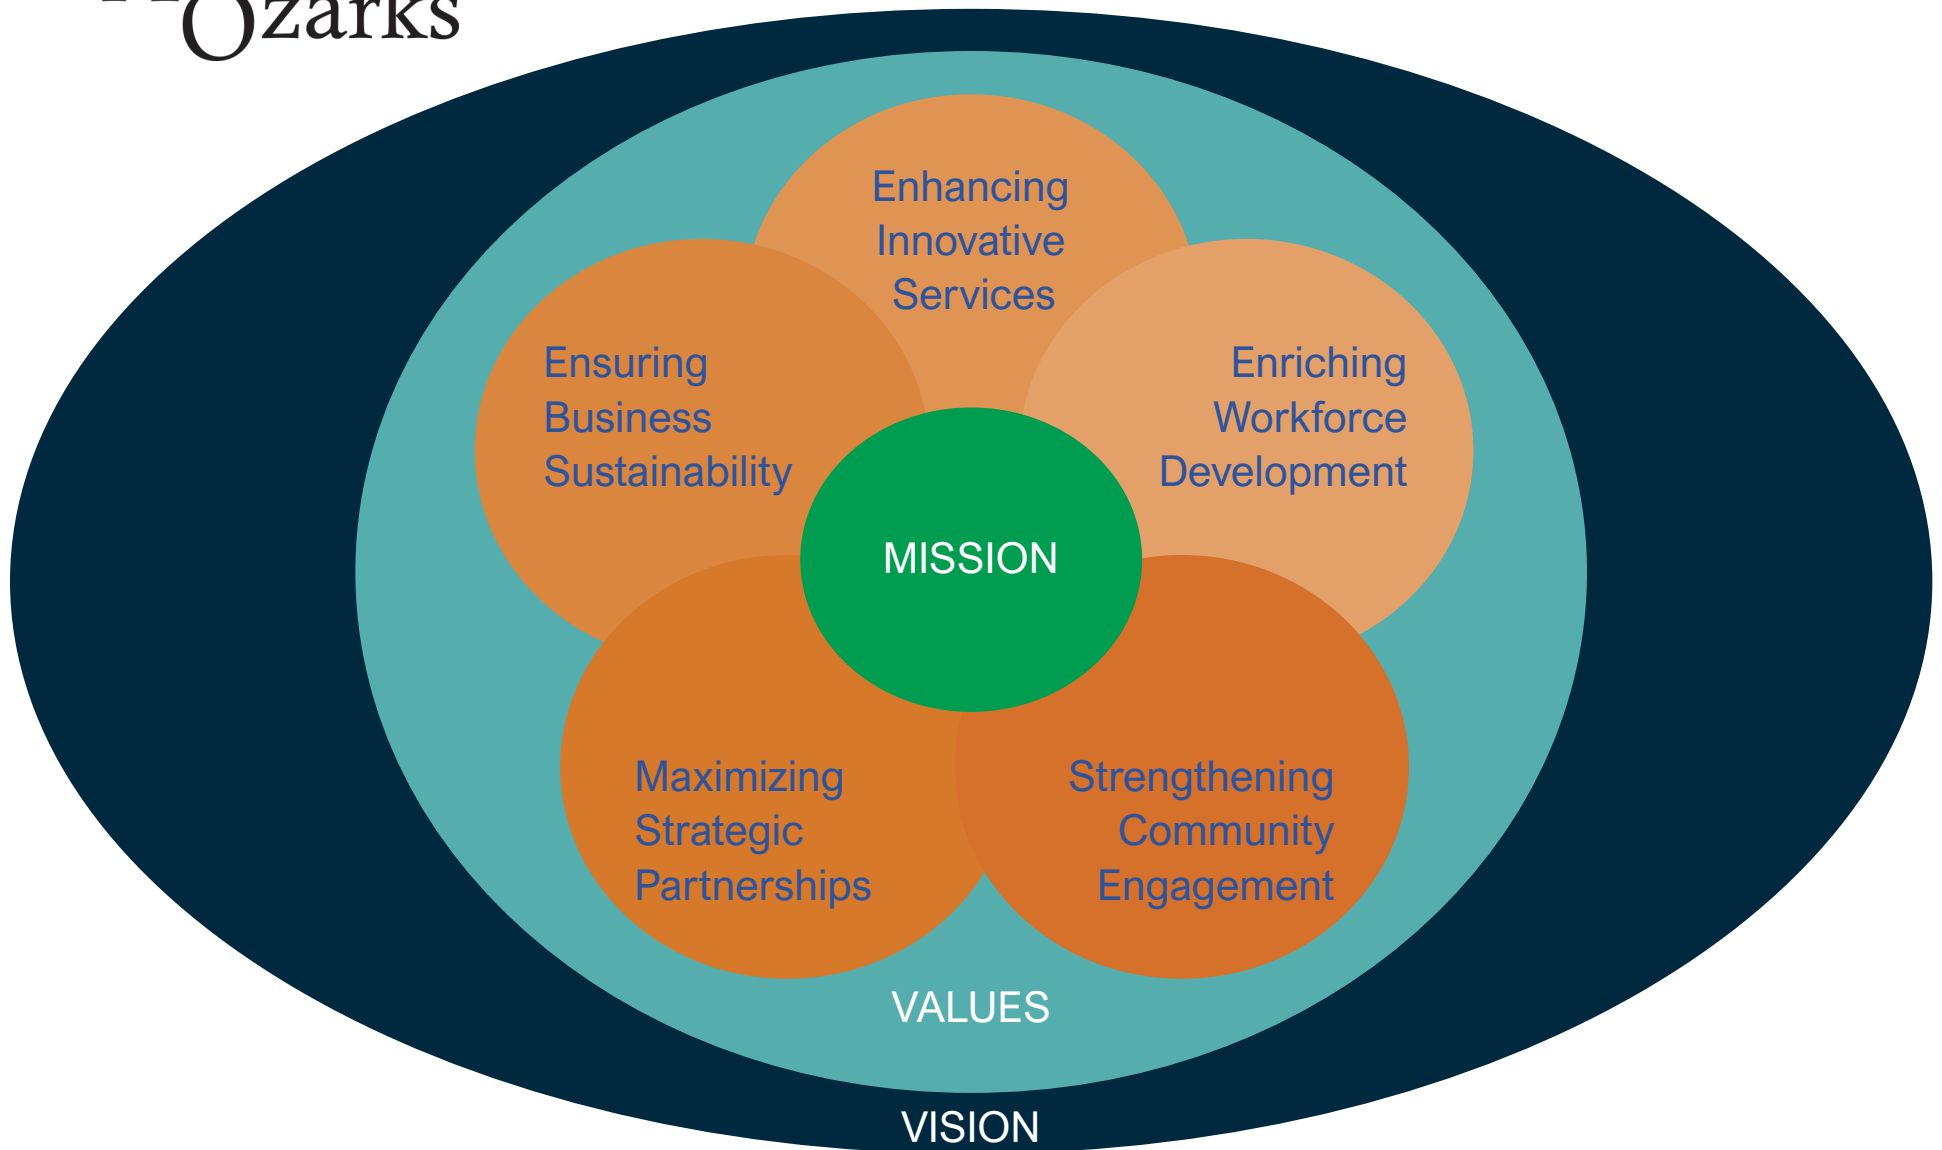 Ozarks
Enhancing
Innovative
Services
Ensuring
Business
Sustainability
Enriching
Workforce
Development
MISSION
Maximizing
Strategic
Partnerships
Strengthening
Community
Engagement
VALUES
VISION